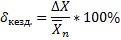 δкезд. = ΔX / X̅ₙ * 100%